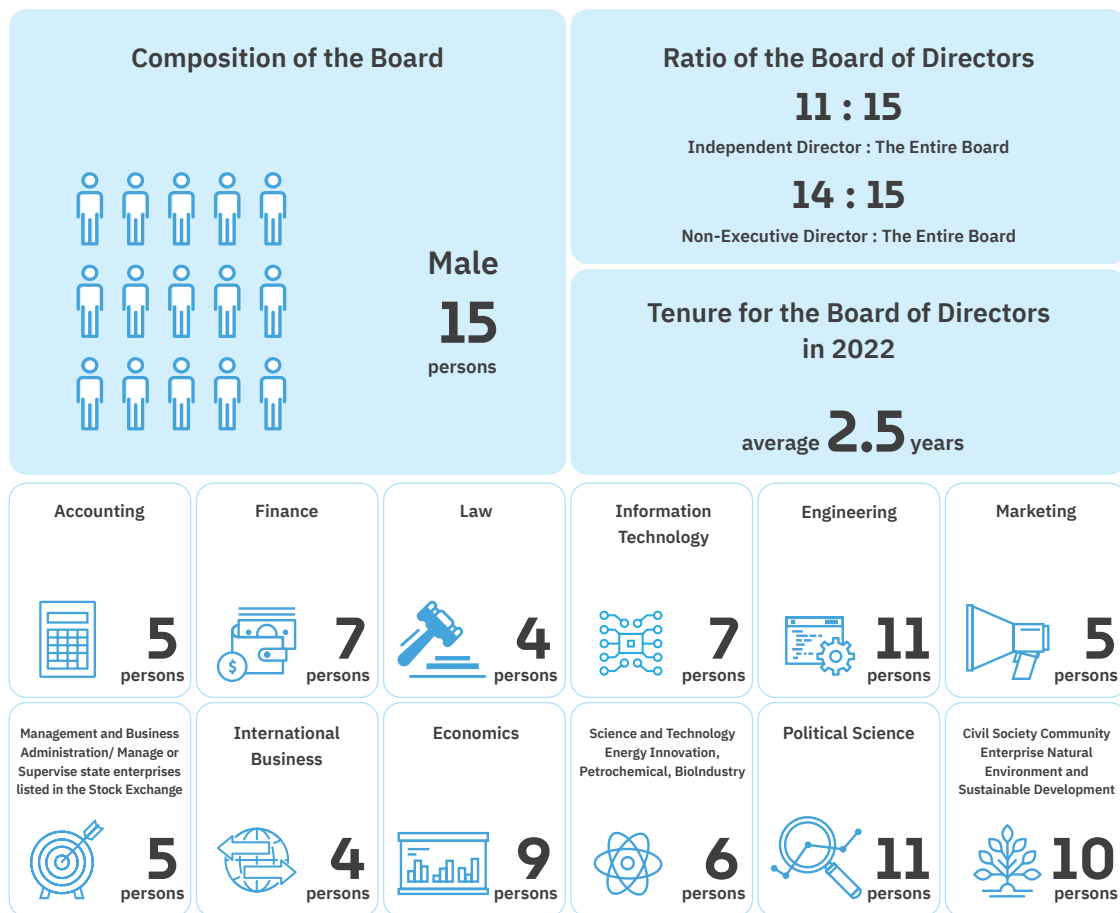 Composition of the Board
Male
15
persons
Ratio of the Board of Directors
11 : 15
Independent Director : The Entire Board
14 : 15
Non-Executive Director : The Entire Board
Tenure for the Board of Directors
in 2022
average 2.5 years
Accounting
5
persons
Finance
$
7
persons
Law
4
persons
Information
Technology
7
persons
Engineering
11
persons
Marketing
5
persons
Management and Business
Administration/ Manage or
Supervise state enterprises
listed in the Stock Exchange
5
persons
International
Business
4
persons
Economics
9
persons
Science and Technology
Energy Innovation,
Petrochemical, BioIndustry
6
persons
Political Science
11
persons
Civil Society Community
Enterprise Natural
Environment and
Sustainable Development
10
persons